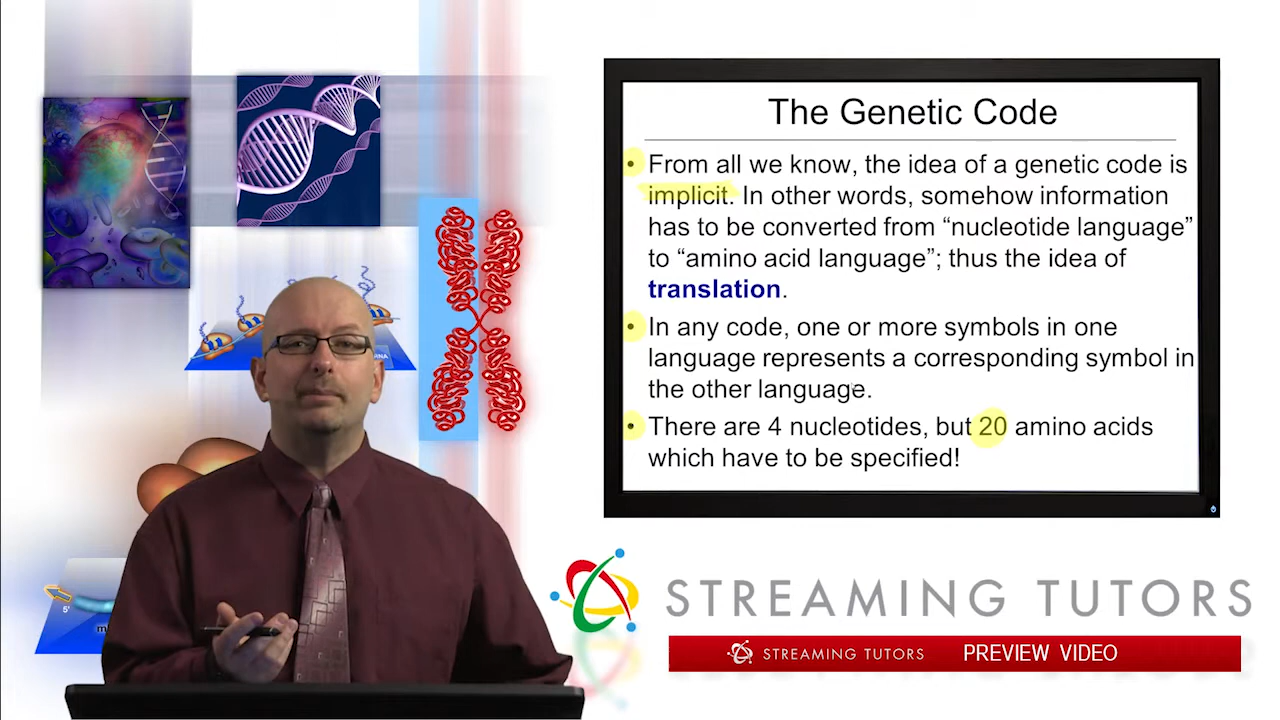 The Genetic Code
• From all we know, the idea of a genetic code is
implicit. In other words, somehow information
has to be converted from “nucleotide language”
to “amino acid language”; thus the idea of
translation.
• In any code, one or more symbols in one
language represents a corresponding symbol in
the other language.
• There are 4 nucleotides, but 20 amino acids
which have to be specified!
5'
STREAMING TUTORS
STREAMING TUTORS PREVIEW VIDEO